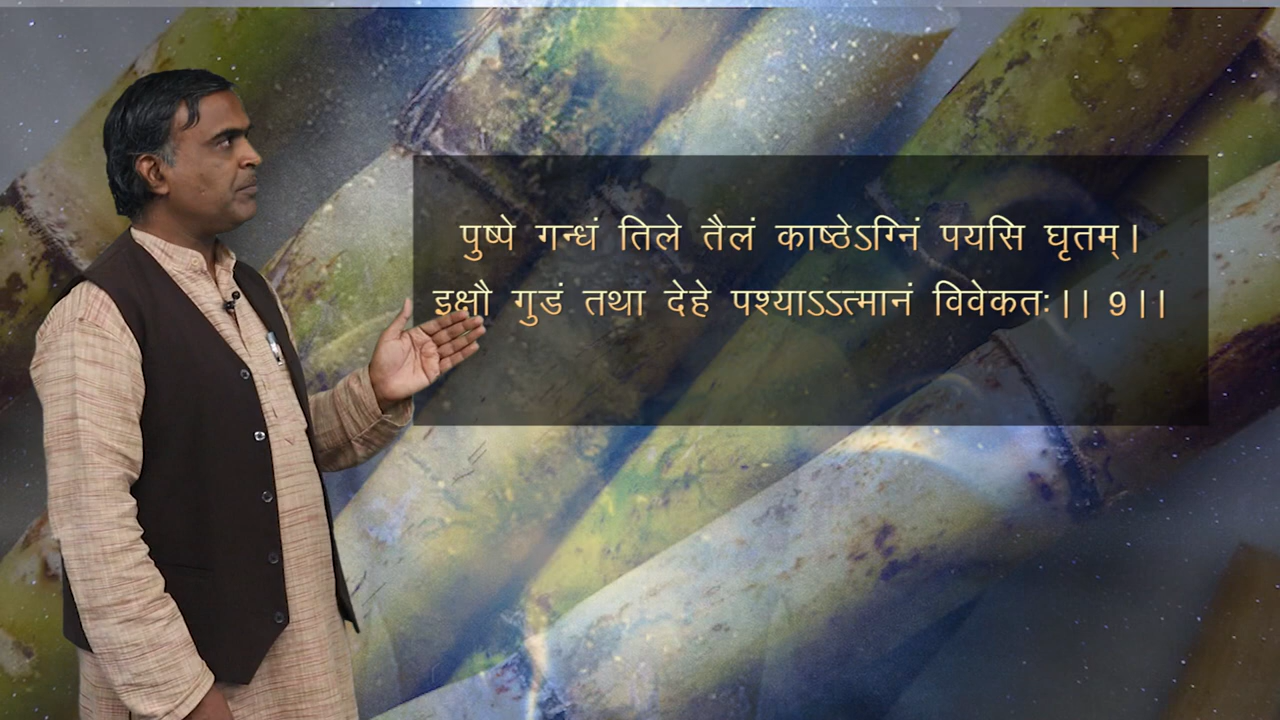 पुष्पे गन्धं तिले तैलं काष्ठेऽग्निं पयसि घृतम्।
इक्षौ गुडं तथा देहे पश्याऽऽत्मानं विवेकतः।। 9।।